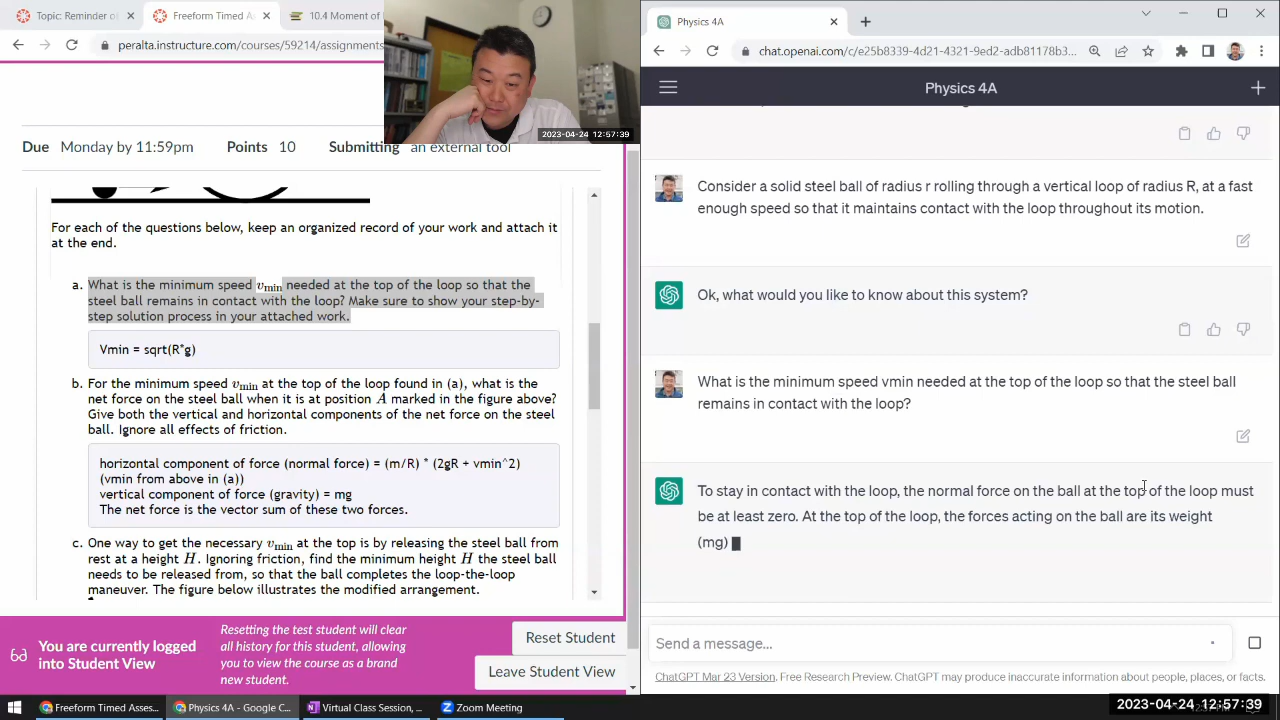 Topic: Reminder o
Freeform Timed A
10.4 Moment of
peralta.instructure.com/courses/59214/assignments
2023-04-24 12:57:39
Due Monday by 11:59pm Points 10 Submitting an external tool
For each of the questions below, keep an organized record of your work and attach it
at the end.
a. What is the minimum speed vmin needed at the top of the loop so that the
steel ball remains in contact with the loop? Make sure to show your step-by-
step solution process in your attached work.
Vmin = sqrt(R*g)
b. For the minimum speed vmin at the top of the loop found in (a), what is the
net force on the steel ball when it is at position A marked in the figure above?
Give both the vertical and horizontal components of the net force on the steel
ball. Ignore all effects of friction.
horizontal component of force (normal force) = (m/R) * (2gR + vmin^2)
(vmin from above in (a))
vertical component of force (gravity) = mg
The net force is the vector sum of these two forces.
c. One way to get the necessary vmin at the top is by releasing the steel ball from
rest at a height H. Ignoring friction, find the minimum height H the steel ball
needs to be released from, so that the ball completes the loop-the-loop
maneuver. The figure below illustrates the modified arrangement.
You are currently logged
into Student View
Resetting the test student will clear
all history for this student, allowing
you to view the course as a brand
new student.
Reset Student
Leave Student View
Physics 4A
chat.openai.com/c/e25b8339-4d21-4321-9ed2-adb81178b3...
Physics 4A
Consider a solid steel ball of radius r rolling through a vertical loop of radius R, at a fast
enough speed so that it maintains contact with the loop throughout its motion.
Ok, what would you like to know about this system?
What is the minimum speed vmin needed at the top of the loop so that the steel ball
remains in contact with the loop?
To stay in contact with the loop, the normal force on the ball at the top of the loop must
be at least zero. At the top of the loop, the forces acting on the ball are its weight
(mg)
Send a message...
ChatGPT Mar 23 Version. Free Research Preview. ChatGPT may produce inaccurate information about people, places, or facts.
Freeform Timed Asses...
Physics 4A - Google C...
Virtual Class Session, ...
Zoom Meeting
2023-04-24 12:57:39